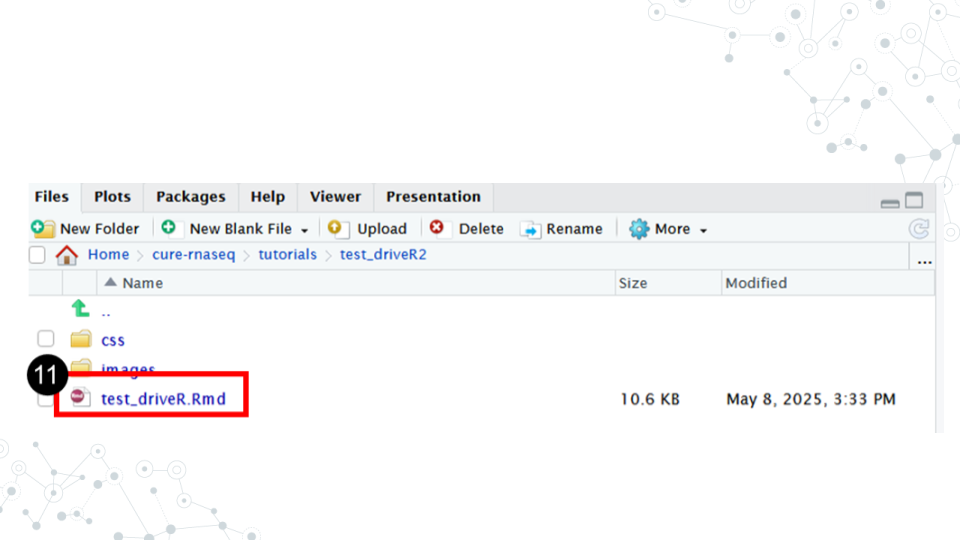 Files Plots Packages Help Viewer Presentation
New Folder New Blank File Upload Delete Rename More
Home cure-rnaseq tutorials test_driveR2 ...
Name Size Modified
..
css
images
11
test_driveR.Rmd 10.6 KB May 8, 2025, 3:33 PM